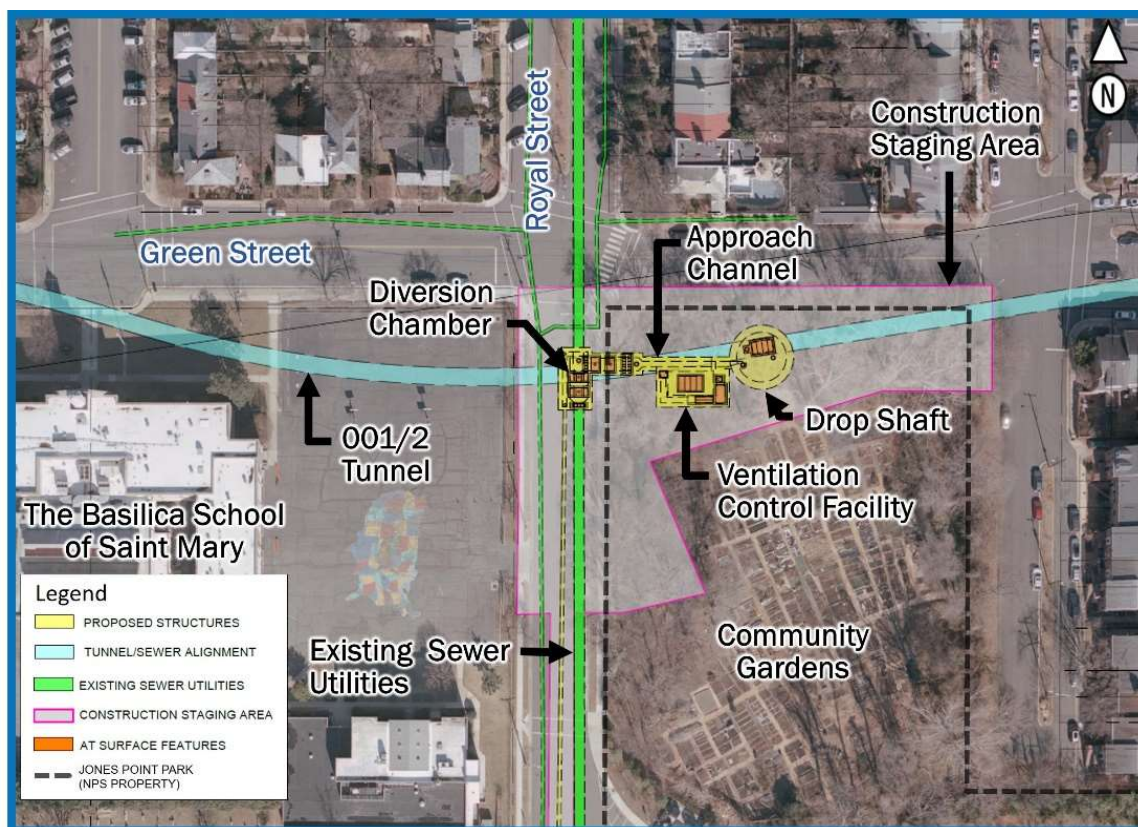 N
Construction
Staging Area
Royal Street
Green Street
Approach
Channel
Diversion
Chamber
001/2
Tunnel
Drop Shaft
Ventilation
Control Facility
The Basilica School
of Saint Mary
Existing Sewer
Utilities
Community
Gardens
Legend
PROPOSED STRUCTURES
TUNNEL/SEWER ALIGNMENT
EXISTING SEWER UTILITIES
CONSTRUCTION STAGING AREA
AT SURFACE FEATURES
JONES POINT PARK
(NPS PROPERTY)